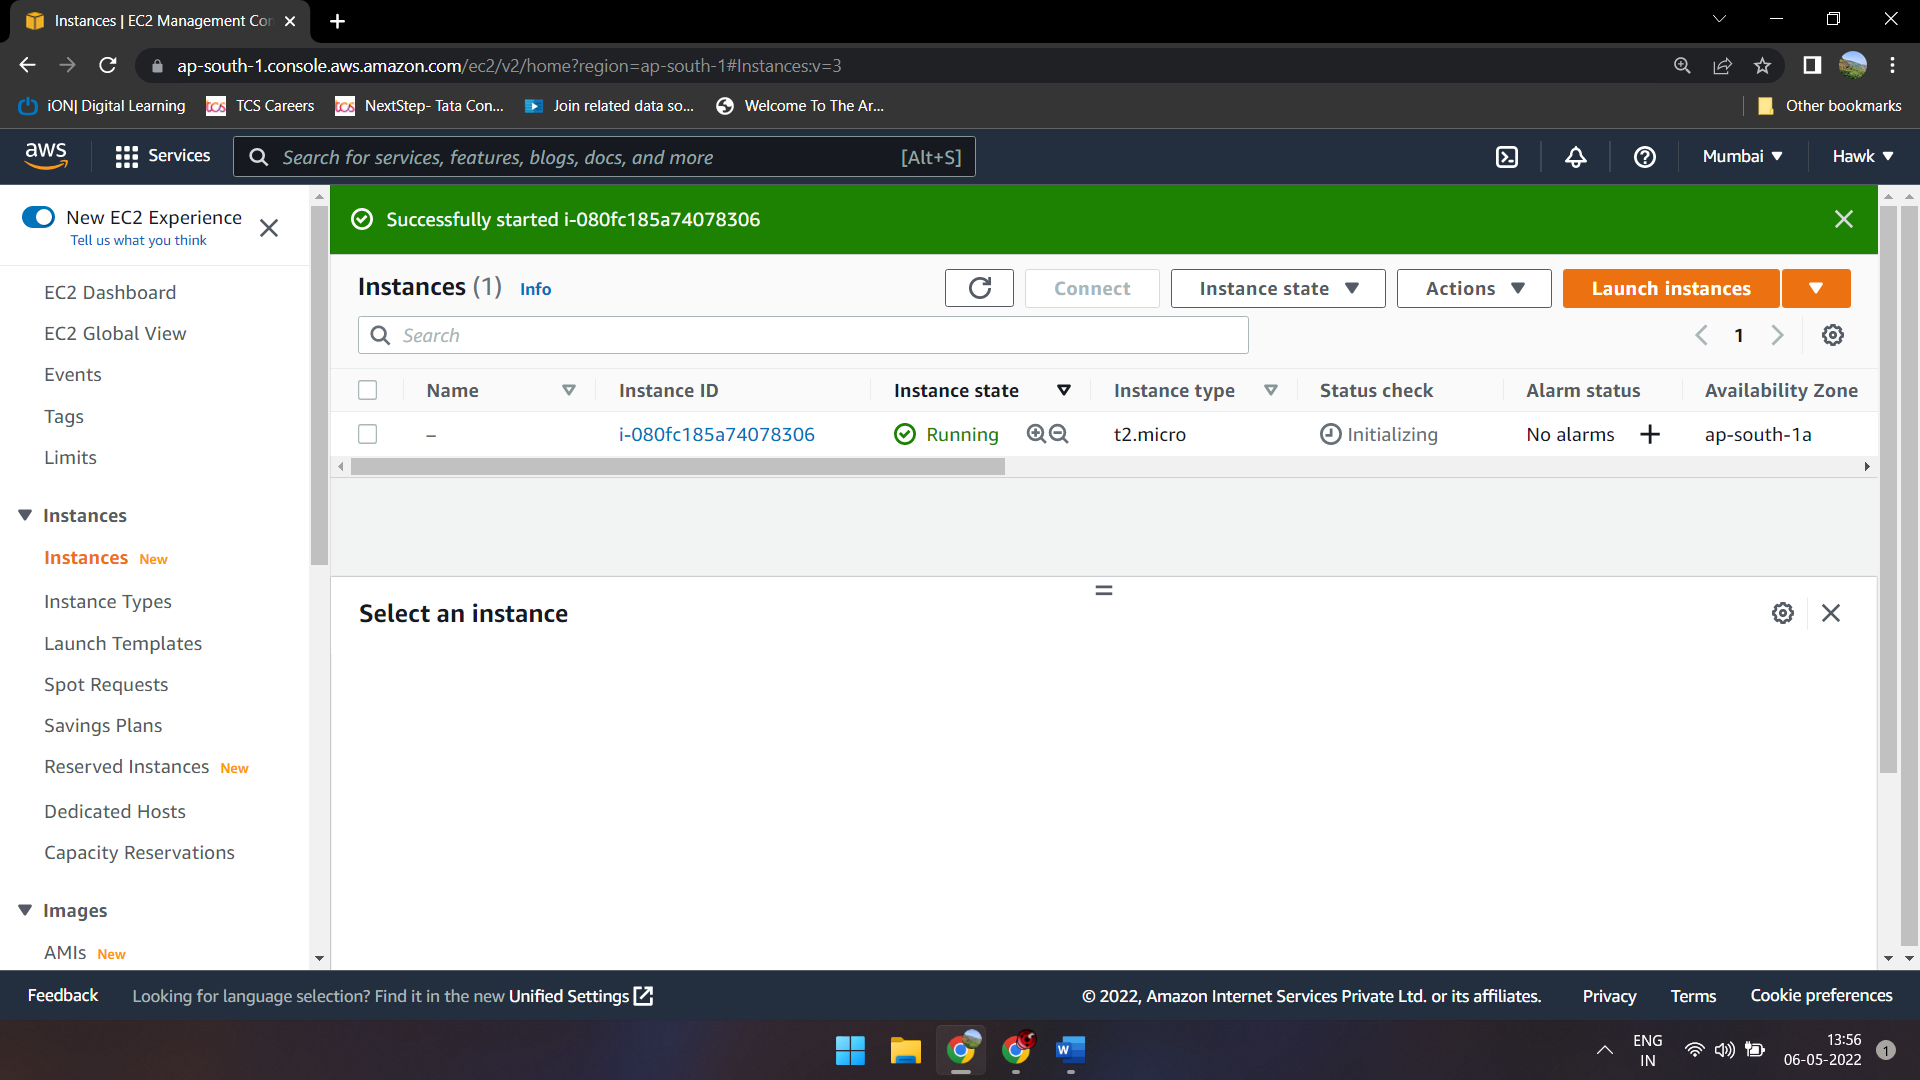 Instances | EC2 Management Con
ap-south-1.console.aws.amazon.com/ec2/v2/home?region=ap-south-1#Instances:v=3
iON| Digital Learning
tcs TCS Careers
tcs NextStep- Tata Con...
Join related data so...
Welcome To The Ar...
Other bookmarks
aws
Services
Search for services, features, blogs, docs, and more [Alt+S]
Mumbai
Hawk
New EC2 Experience
Tell us what you think
EC2 Dashboard
EC2 Global View
Events
Tags
Limits
Instances
Instances New
Instance Types
Launch Templates
Spot Requests
Savings Plans
Reserved Instances New
Dedicated Hosts
Capacity Reservations
Images
AMIs New
Successfully started i-080fc185a74078306
Instances (1) Info
Connect
Instance state
Actions
Launch instances
Search
1
Name Instance ID Instance state Instance type Status check Alarm status Availability Zone
– i-080fc185a74078306 Running t2.micro Initializing No alarms ap-south-1a
Select an instance
Feedback
Looking for language selection? Find it in the new Unified Settings
© 2022, Amazon Internet Services Private Ltd. or its affiliates.
Privacy
Terms
Cookie preferences
W
ENG
IN
13:56
06-05-2022
1